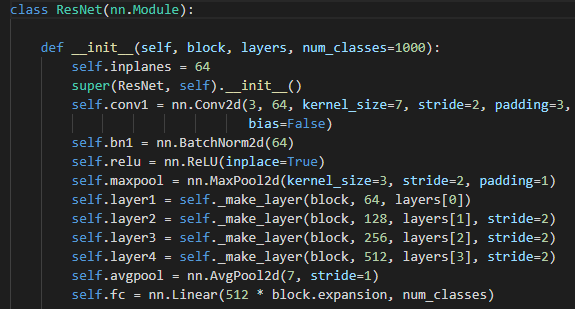 class ResNet(nn.Module):
def __init__(self, block, layers, num_classes=1000):
self.inplanes = 64
super(ResNet, self).__init__()
self.conv1 = nn.Conv2d(3, 64, kernel_size=7, stride=2, padding=3,
bias=False)
self.bn1 = nn.BatchNorm2d(64)
self.relu = nn.ReLU(inplace=True)
self.maxpool = nn.MaxPool2d(kernel_size=3, stride=2, padding=1)
self.layer1 = self._make_layer(block, 64, layers[0])
self.layer2 = self._make_layer(block, 128, layers[1], stride=2)
self.layer3 = self._make_layer(block, 256, layers[2], stride=2)
self.layer4 = self._make_layer(block, 512, layers[3], stride=2)
self.avgpool = nn.AvgPool2d(7, stride=1)
self.fc = nn.Linear(512 * block.expansion, num_classes)